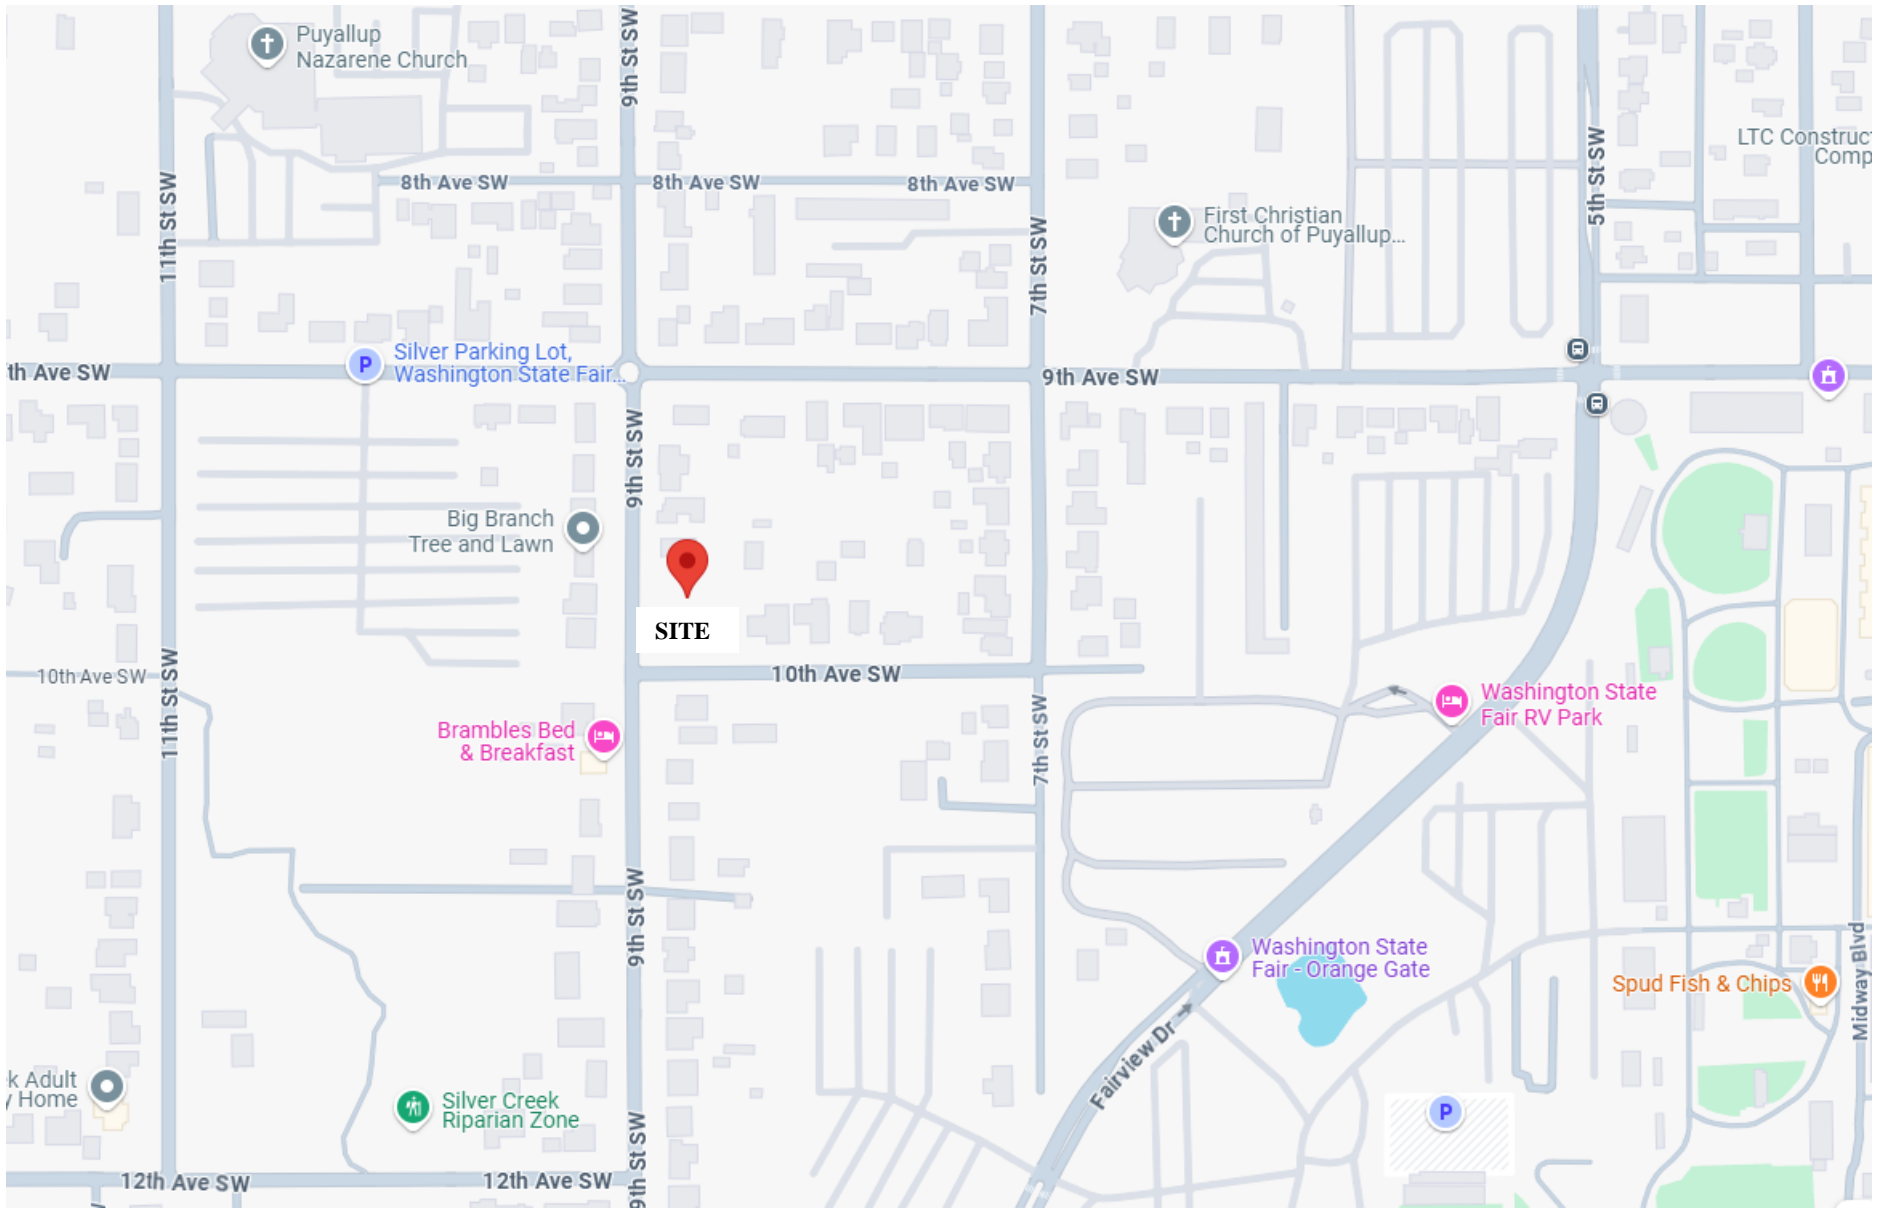 Puyallup
Nazarene Church
9th St SW
LTC Construc
Comp
5th St SW
11th St SW
8th Ave SW
8th Ave SW
8th Ave SW
First Christian
Church of Puyallup...
7th St SW
th Ave SW
P
Silver Parking Lot,
Washington State Fair...
9th Ave SW
9th St SW
Big Branch
Tree and Lawn
SITE
10th Ave SW
11th St SW
10th Ave SW
7th St SW
Washington State
Fair RV Park
Brambles Bed
& Breakfast
9th St SW
Washington State
Fair - Orange Gate
Spud Fish & Chips
Midway Blvd
Fairview Dr
k Adult
y Home
Silver Creek
Riparian Zone
P
9th St SW
12th Ave SW
12th Ave SW